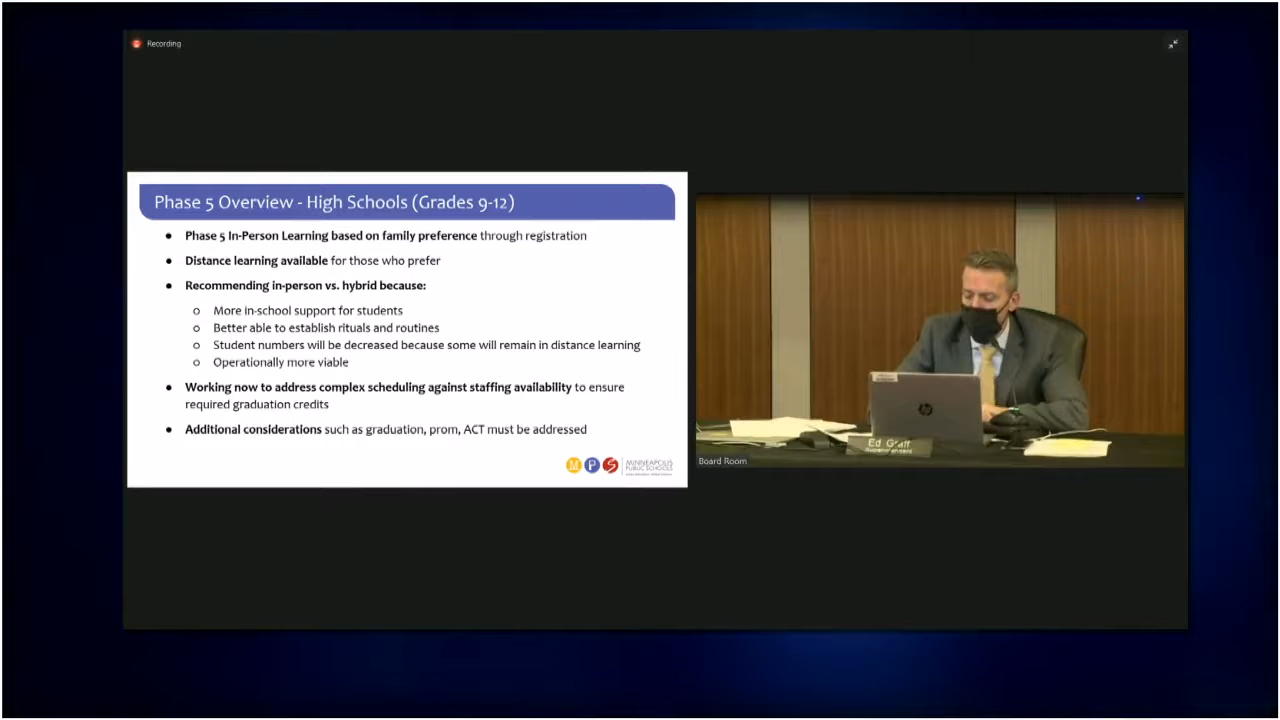 Recording
Phase 5 Overview - High Schools (Grades 9-12)
● Phase 5 In-Person Learning based on family preference through registration
● Distance learning available for those who prefer
● Recommending in-person vs. hybrid because:
○ More in-school support for students
○ Better able to establish rituals and routines
○ Student numbers will be decreased because some will remain in distance learning
○ Operationally more viable
● Working now to address complex scheduling against staffing availability to ensure
required graduation credits
● Additional considerations such as graduation, prom, ACT must be addressed
M P S
MINNEAPOLIS
PUBLIC SCHOOLS
hp
Ed Graff
Superintendent
Board Room